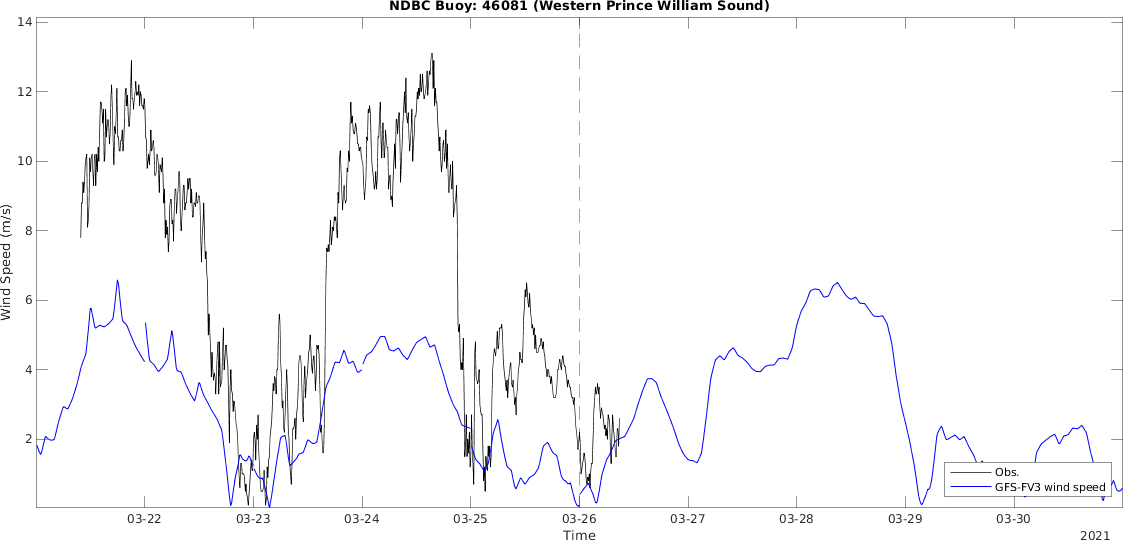 NDBC Buoy: 46081 (Western Prince William Sound)
14
12
10
8
6
4
2
Wind Speed (m/s)
Obs.
GFS-FV3 wind speed
03-22 03-23 03-24 03-25 03-26 03-27 03-28 03-29 03-30
Time
2021